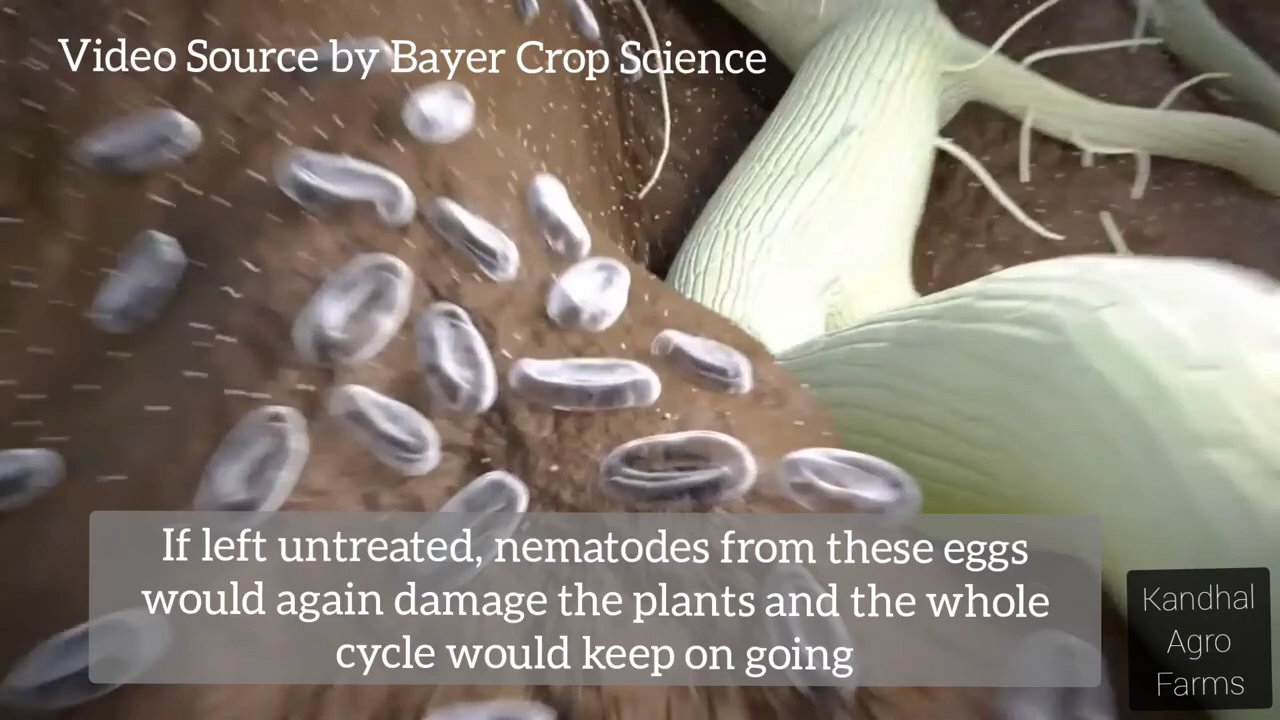 Video Source by Bayer Crop Science
If left untreated, nematodes from these eggs
would again damage the plants and the whole
cycle would keep on going
Kandhal
Agro
Farms